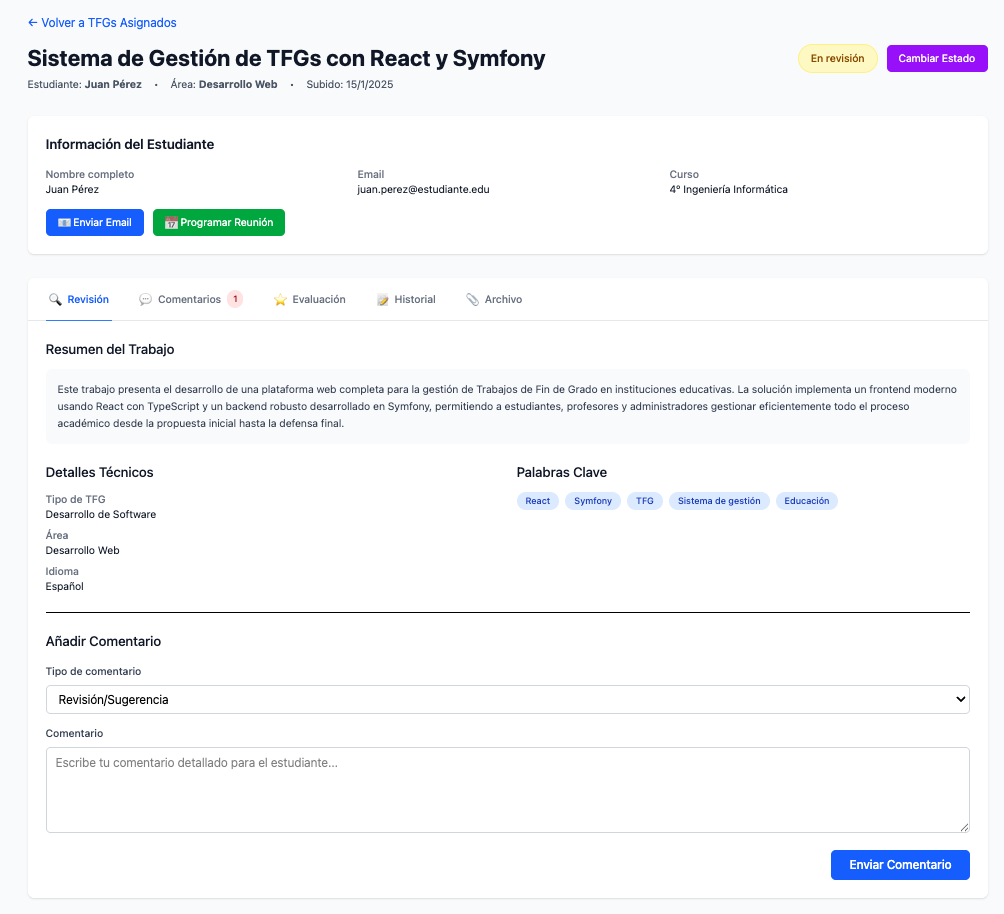 ← Volver a TFGs Asignados
Sistema de Gestión de TFGs con React y Symfony
En revisión
Cambiar Estado
Estudiante: Juan Pérez • Área: Desarrollo Web • Subido: 15/1/2025
Información del Estudiante
Nombre completo
Juan Pérez
Email
juan.perez@estudiante.edu
Curso
4º Ingeniería Informática
Enviar Email
Programar Reunión
Revisión
Comentarios 1
Evaluación
Historial
Archivo
Resumen del Trabajo
Este trabajo presenta el desarrollo de una plataforma web completa para la gestión de Trabajos de Fin de Grado en instituciones educativas. La solución implementa un frontend moderno
usando React con TypeScript y un backend robusto desarrollado en Symfony, permitiendo a estudiantes, profesores y administradores gestionar eficientemente todo el proceso
académico desde la propuesta inicial hasta la defensa final.
Detalles Técnicos
Tipo de TFG
Desarrollo de Software
Área
Desarrollo Web
Idioma
Español
Palabras Clave
React
Symfony
TFG
Sistema de gestión
Educación
Añadir Comentario
Tipo de comentario
Revisión/Sugerencia
Comentario
Escribe tu comentario detallado para el estudiante...
Enviar Comentario